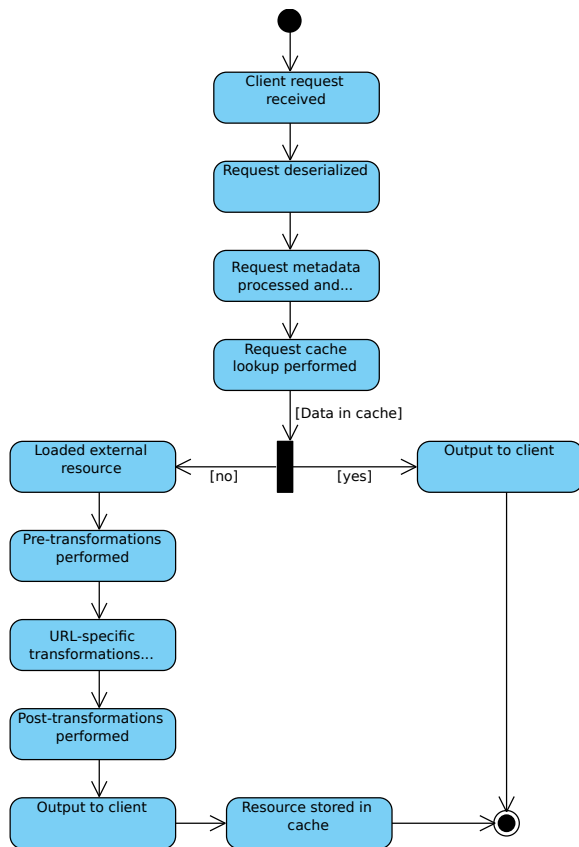 Client request
received
Request deserialized
Request metadata
processed and...
Request cache
lookup performed
[Data in cache]
Loaded external
resource
[no]
[yes]
Output to client
Pre-transformations
performed
URL-specific
transformations...
Post-transformations
performed
Output to client
Resource stored in
cache